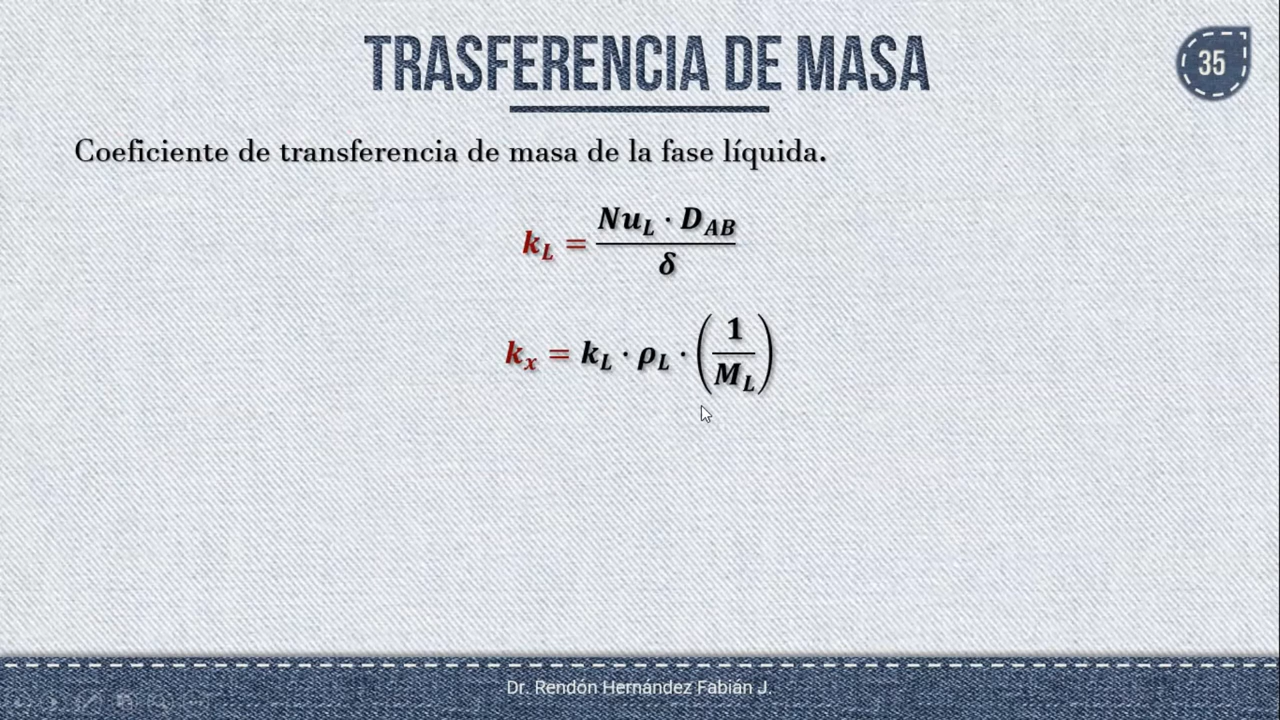 TRASFERENCIA DE MASA
35
Coeficiente de transferencia de masa de la fase líquida.
k_L = Nu_L · D_AB / δ
k_x = k_L · ρ_L · (1 / M_L)
Dr. Rendón Hernández Fabián J.